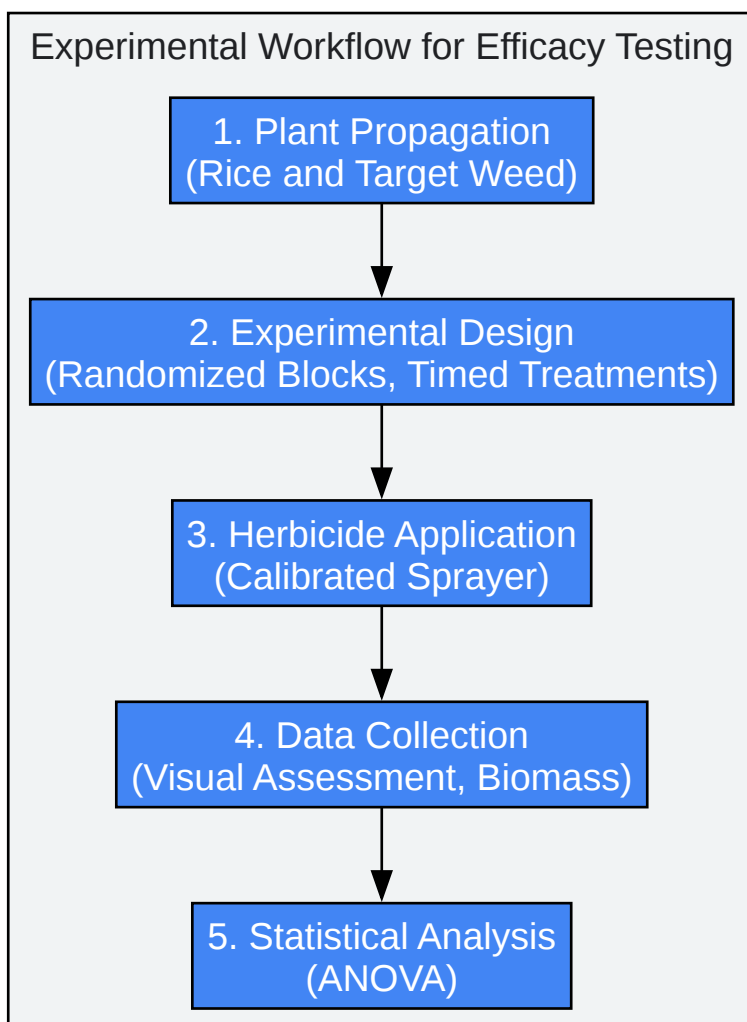 Experimental Workflow for Efficacy Testing
1. Plant Propagation
(Rice and Target Weed)
2. Experimental Design
(Randomized Blocks, Timed Treatments)
3. Herbicide Application
(Calibrated Sprayer)
4. Data Collection
(Visual Assessment, Biomass)
5. Statistical Analysis
(ANOVA)